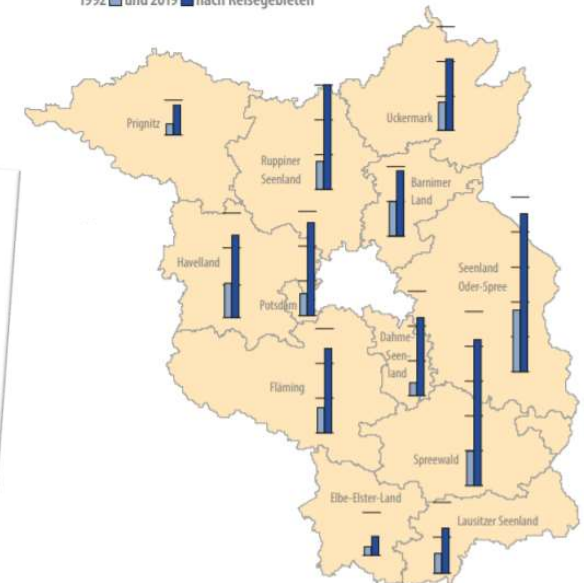 1992 und 2019 nach Reisegebieten
Prignitz
Uckermark
Ruppiner
Seenland
Barnimer
Land
Havelland
Potsdam
Seenland
Oder-Spree
Dahme-
Seen-
land
Fläming
Spreewald
Elbe-Elster-Land
Lausitzer Seenland